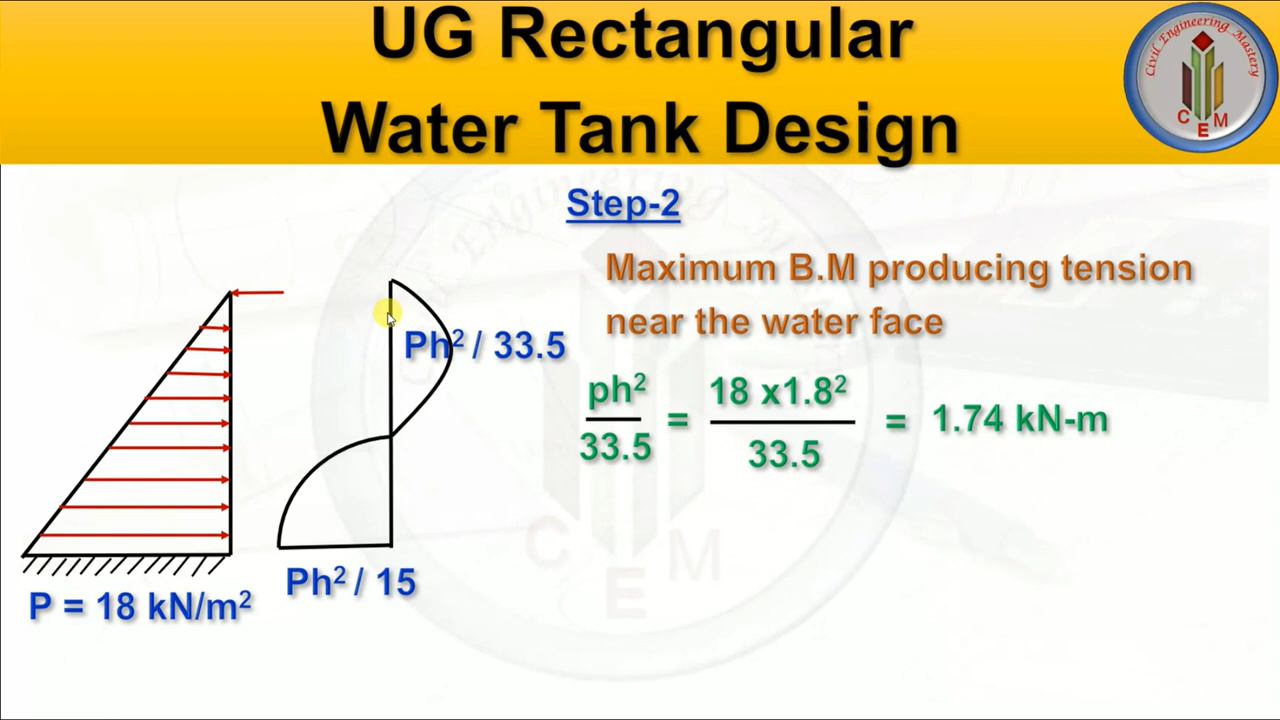 UG Rectangular
Water Tank Design
Civil Engineering Mastery
C E M
Step-2
Maximum B.M producing tension
near the water face
Ph² / 33.5
ph² / 33.5 = 18 x1.8² / 33.5 = 1.74 kN-m
Ph² / 15
P = 18 kN/m²
C E M